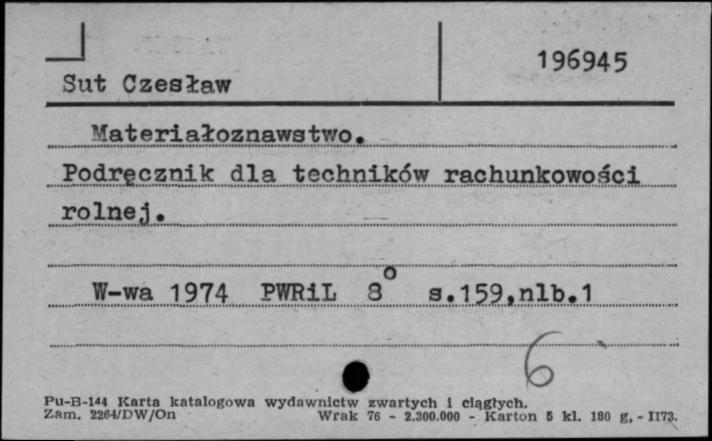 196945
Sut Czesław
Materiałoznawstwo.
Podręcznik dla techników rachunkowości
rolnej.
W-wa 1974 PWRiL 8° s.159,nlb.1
6
Pu-B-144 Karta katalogowa wydawnictw zwartych i ciągłych.
Zam. 2264/DW/On Wrak 76 - 2.300.000 - Karton 5 kl. 180 g, - II73.